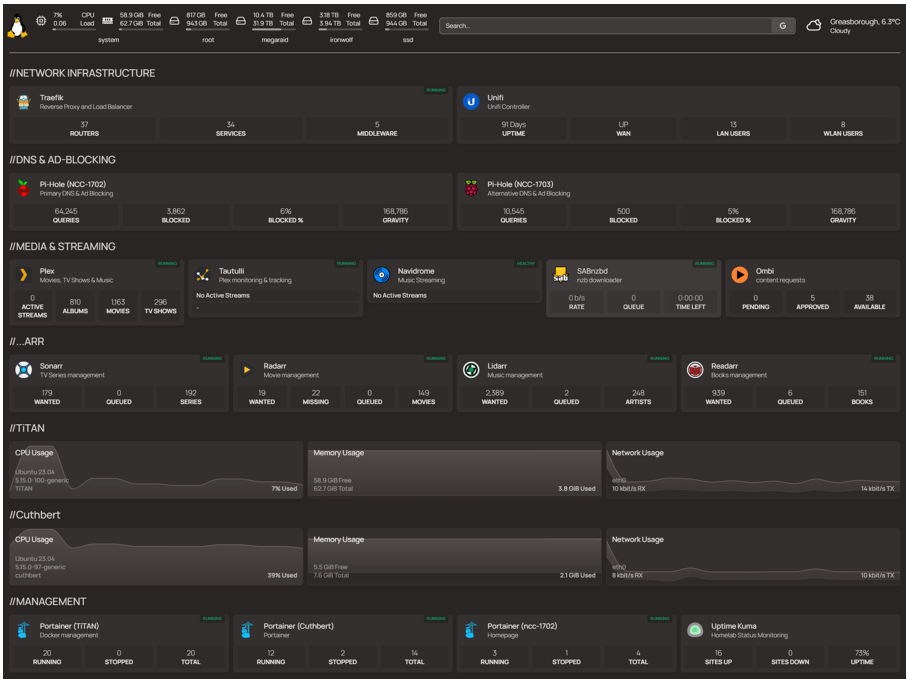 7% CPU
0.06 Load
58.9 GiB Free
62.7 GiB Total
system
817 GB Free
943 GB Total
root
10.4 TB Free
31.9 TB Total
megaraid
3.18 TB Free
3.94 TB Total
ironwolf
859 GB Free
944 GB Total
ssd
Search...
G
Greasborough, 6.3°C
Cloudy
//NETWORK INFRASTRUCTURE
RUNNING
Traefik
Reverse Proxy and Load Balancer
37 34 5
ROUTERS SERVICES MIDDLEWARE
Unifi
Unifi Controller
91 Days UP 13 8
UPTIME WAN LAN USERS WLAN USERS
//DNS & AD-BLOCKING
Pi-Hole (NCC-1702)
Primary DNS & Ad Blocking
64,245 3,862 6% 168,786
QUERIES BLOCKED BLOCKED % GRAVITY
Pi-Hole (NCC-1703)
Alternative DNS & Ad Blocking
10,545 500 5% 168,786
QUERIES BLOCKED BLOCKED % GRAVITY
//MEDIA & STREAMING
RUNNING
Plex
Movies, TV Shows & Music
0 810 1,163 296
ACTIVE STREAMS ALBUMS MOVIES TV SHOWS
RUNNING
Tautulli
Plex monitoring & tracking
No Active Streams
-
HEALTHY
Navidrome
Music Streaming
No Active Streams
RUNNING
sab
SABnzbd
nzb downloader
0 b/s 0 0:00:00
RATE QUEUE TIME LEFT
Ombi
content requests
0 5 38
PENDING APPROVED AVAILABLE
//...ARR
RUNNING
Sonarr
TV Series management
179 0 192
WANTED QUEUED SERIES
RUNNING
Radarr
Movie management
19 22 0 149
WANTED MISSING QUEUED MOVIES
RUNNING
Lidarr
Music management
2,389 2 248
WANTED QUEUED ARTISTS
RUNNING
Readarr
Books management
939 6 151
WANTED QUEUED BOOKS
//TiTAN
CPU Usage
Ubuntu 23.04
5.15.0-100-generic
TiTAN
7% Used
Memory Usage
58.9 GiB Free
62.7 GiB Total
3.8 GiB Used
Network Usage
eth0
10 kbit/s RX
14 kbit/s TX
//Cuthbert
CPU Usage
Ubuntu 23.04
5.15.0-97-generic
cuthbert
39% Used
Memory Usage
5.5 GiB Free
7.6 GiB Total
2.1 GiB Used
Network Usage
eth0
8 kbit/s RX
10 kbit/s TX
//MANAGEMENT
RUNNING
Portainer (TiTAN)
Docker management
20 0 20
RUNNING STOPPED TOTAL
RUNNING
Portainer (Cuthbert)
Portainer
12 2 14
RUNNING STOPPED TOTAL
RUNNING
Portainer (ncc-1702)
Homepage
3 1 4
RUNNING STOPPED TOTAL
Uptime Kuma
Homelab Status Monitoring
16 0 73%
SITES UP SITES DOWN UPTIME